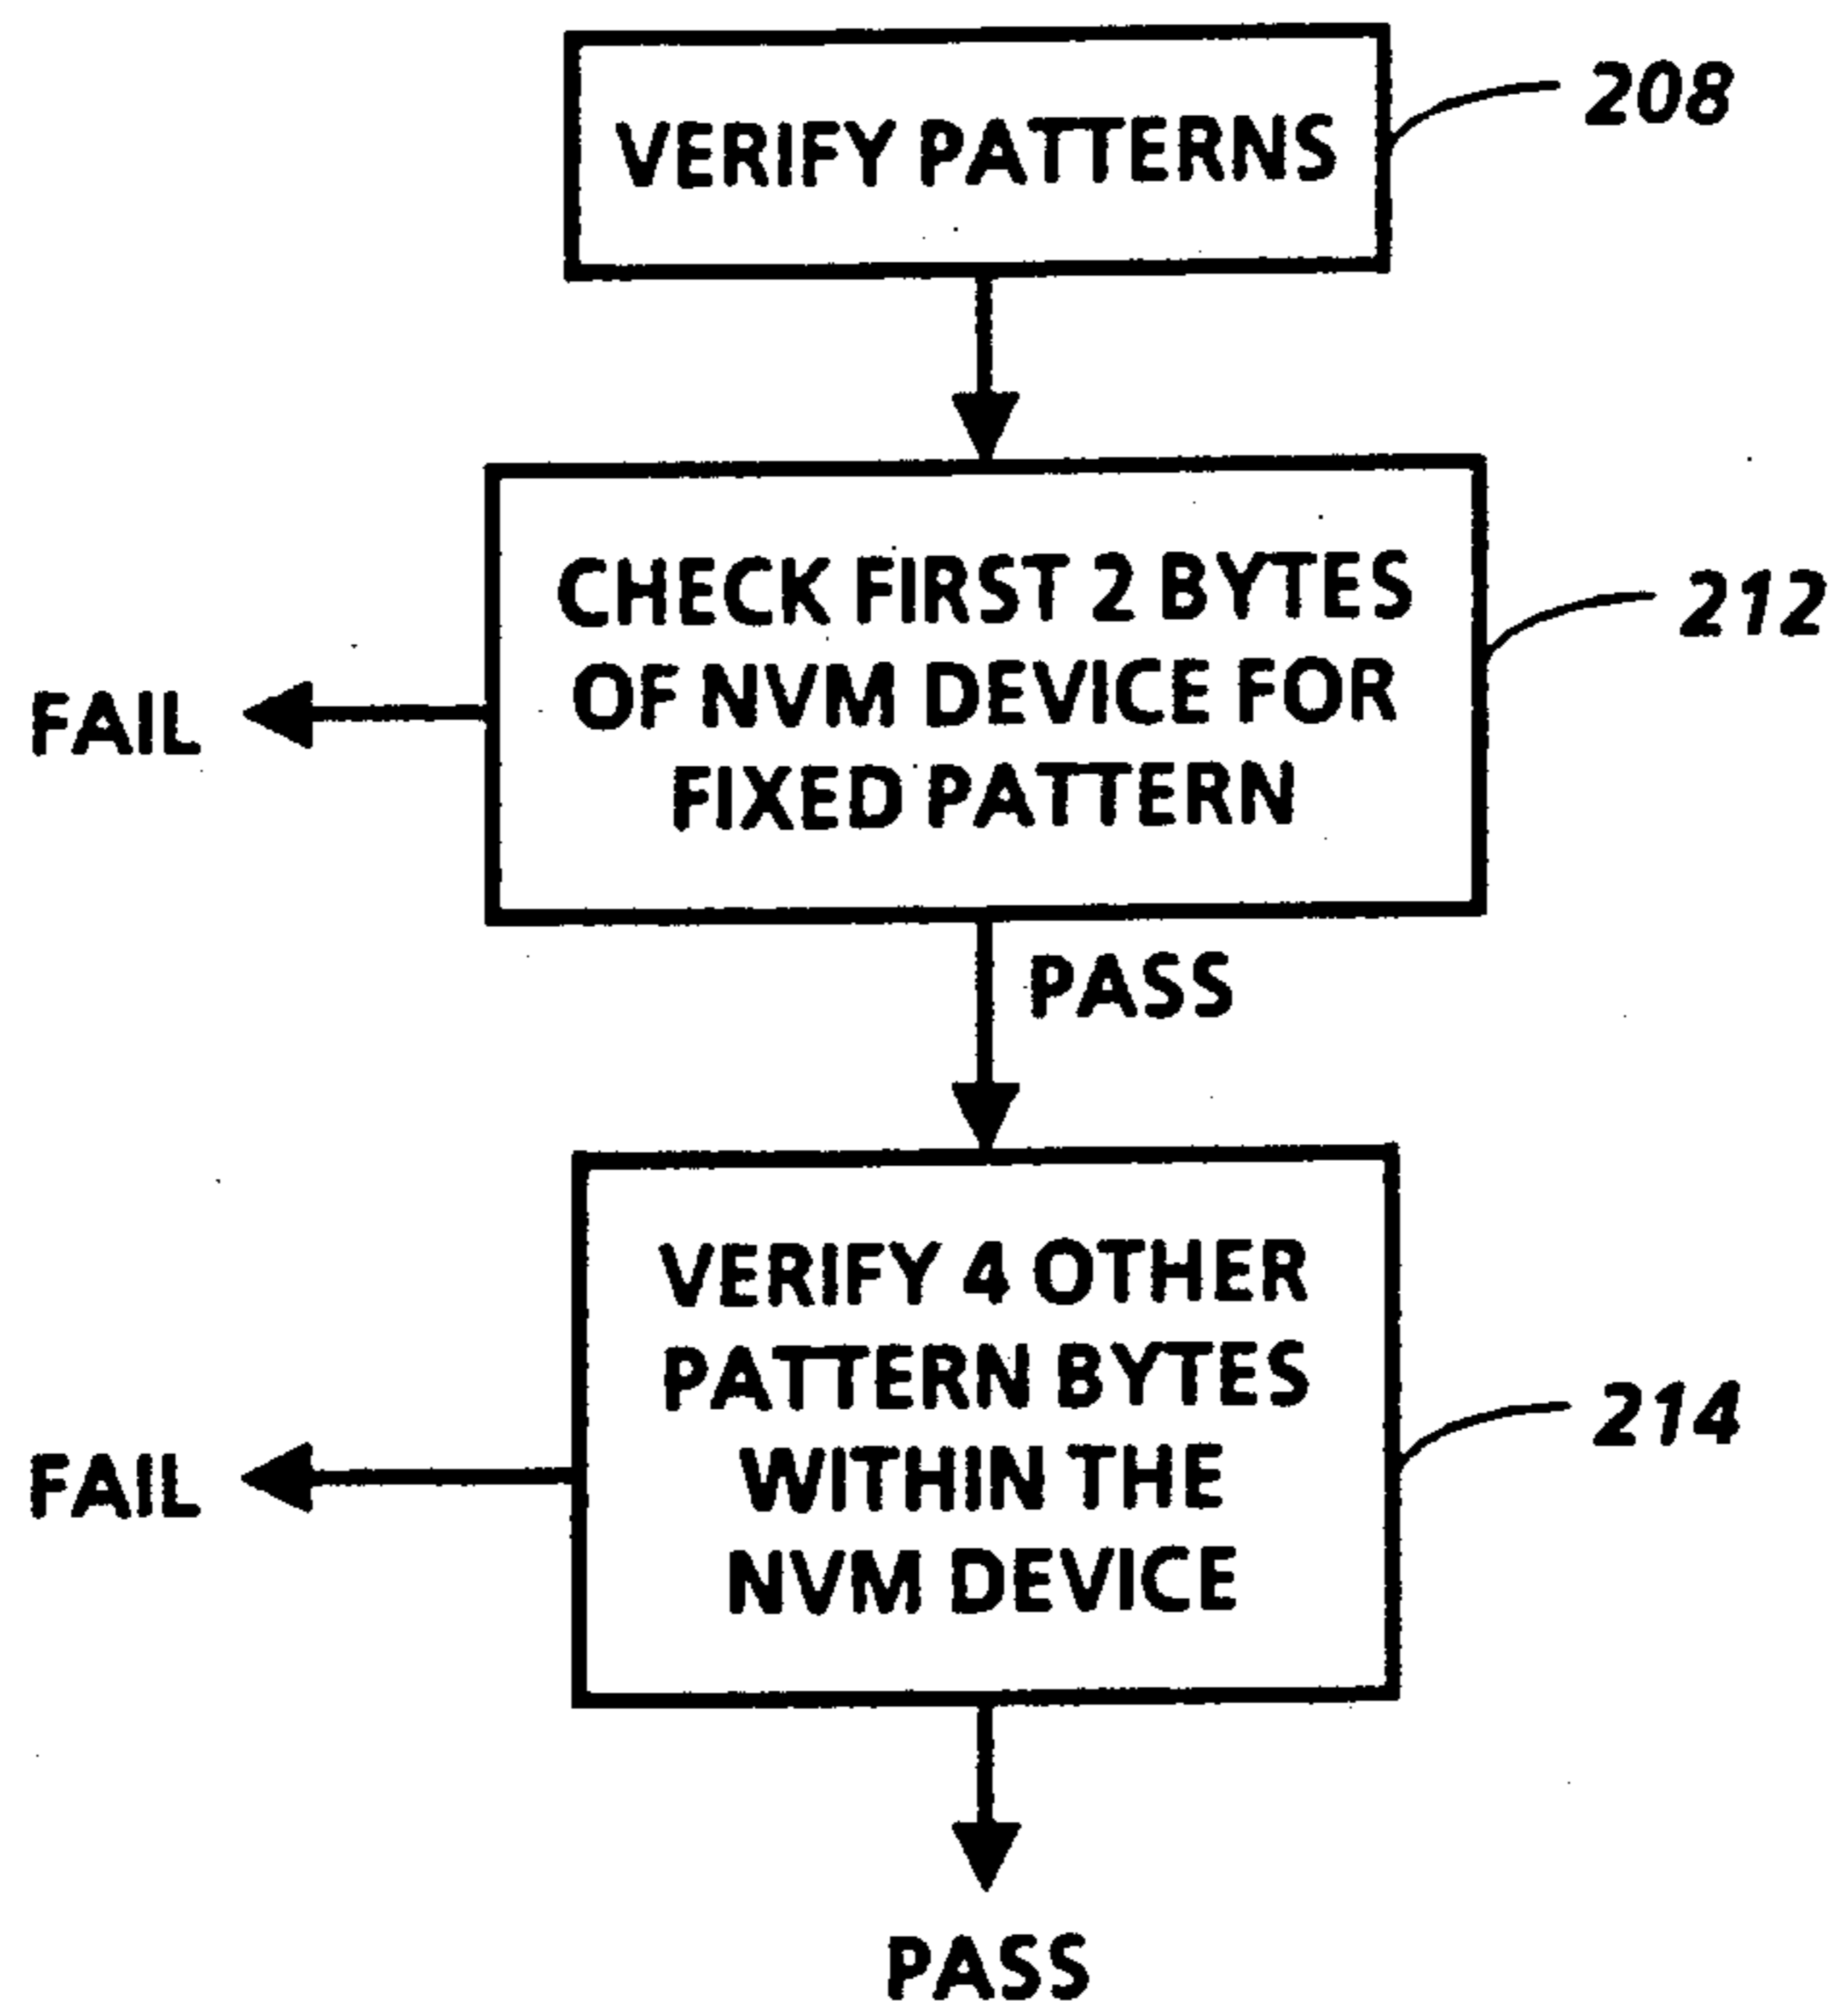 VERIFY PATTERNS
208
CHECK FIRST 2 BYTES
OF NVM DEVICE FOR
FIXED PATTERN
212
FAIL
PASS
VERIFY 4 OTHER
PATTERN BYTES
WITHIN THE
NVM DEVICE
214
FAIL
PASS